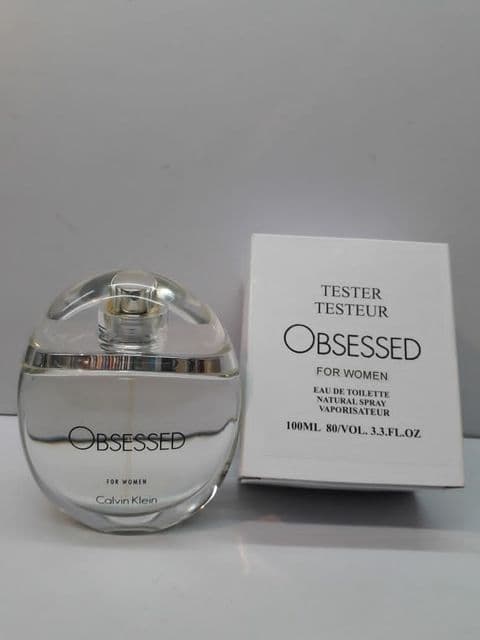 OBSESSED
FOR WOMEN
Calvin Klein
TESTER
TESTEUR
OBSESSED
FOR WOMEN
EAU DE TOILETTE
NATURAL SPRAY
VAPORISATEUR
100ML 80/VOL. 3.3.FL.OZ